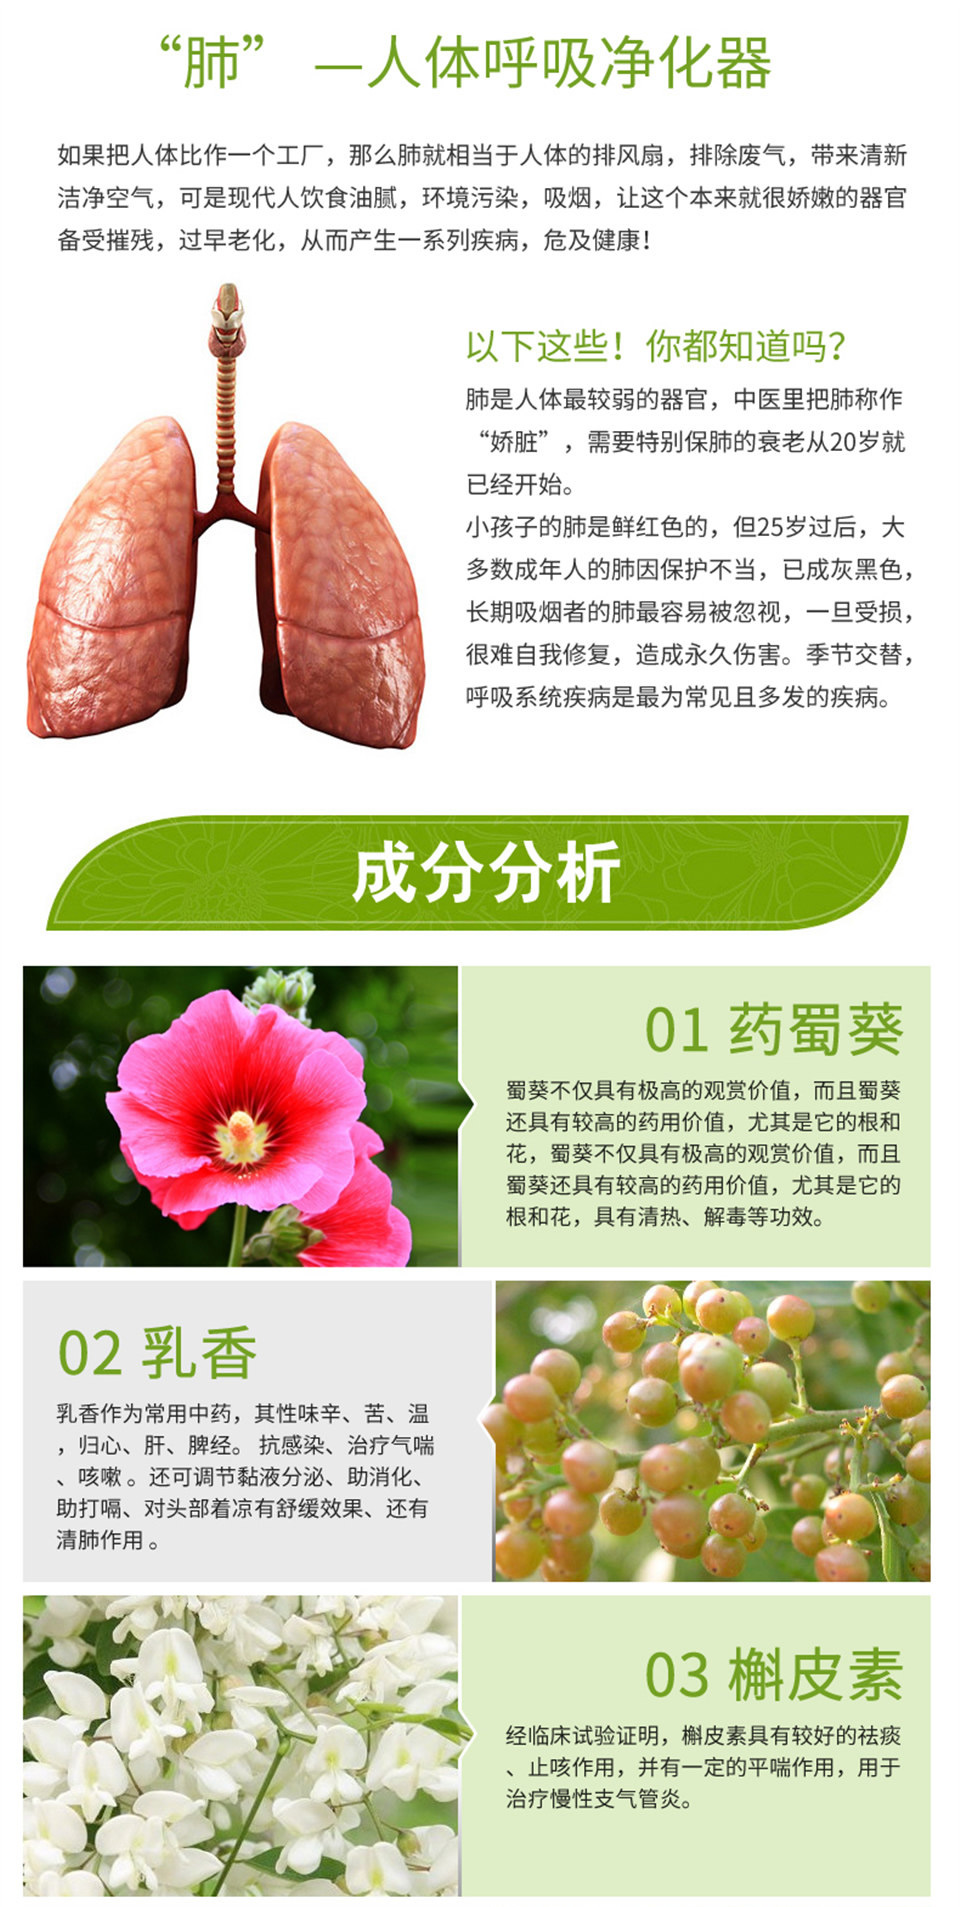 “肺” —人体呼吸净化器
如果把人体比作一个工厂，那么肺就相当于人体的排风扇，排除废气，带来清新
洁净空气，可是现代人饮食油腻，环境污染，吸烟，让这个本来就很娇嫩的器官
备受摧残，过早老化，从而产生一系列疾病，危及健康！
以下这些！你都知道吗？
肺是人体最较弱的器官，中医里把肺称作
“娇脏”，需要特别保肺的衰老从20岁就
已经开始。
小孩子的肺是鲜红色的，但25岁过后，大
多数成年人的肺因保护不当，已成灰黑色，
长期吸烟者的肺最容易被忽视，一旦受损，
很难自我修复，造成永久伤害。季节交替，
呼吸系统疾病是最为常见且多发的疾病。
成分分析
01 药蜀葵
蜀葵不仅具有极高的观赏价值，而且蜀葵
还具有较高的药用价值，尤其是它的根和
花，蜀葵不仅具有极高的观赏价值，而且
蜀葵还具有较高的药用价值，尤其是它的
根和花，具有清热、解毒等功效。
02 乳香
乳香作为常用中药，其性味辛、苦、温
，归心、肝、脾经。 抗感染、治疗气喘
、咳嗽 。还可调节黏液分泌、助消化、
助打嗝、对头部着凉有舒缓效果、还有
清肺作用 。
03 槲皮素
经临床试验证明，槲皮素具有较好的祛痰
、止咳作用，并有一定的平喘作用，用于
治疗慢性支气管炎。